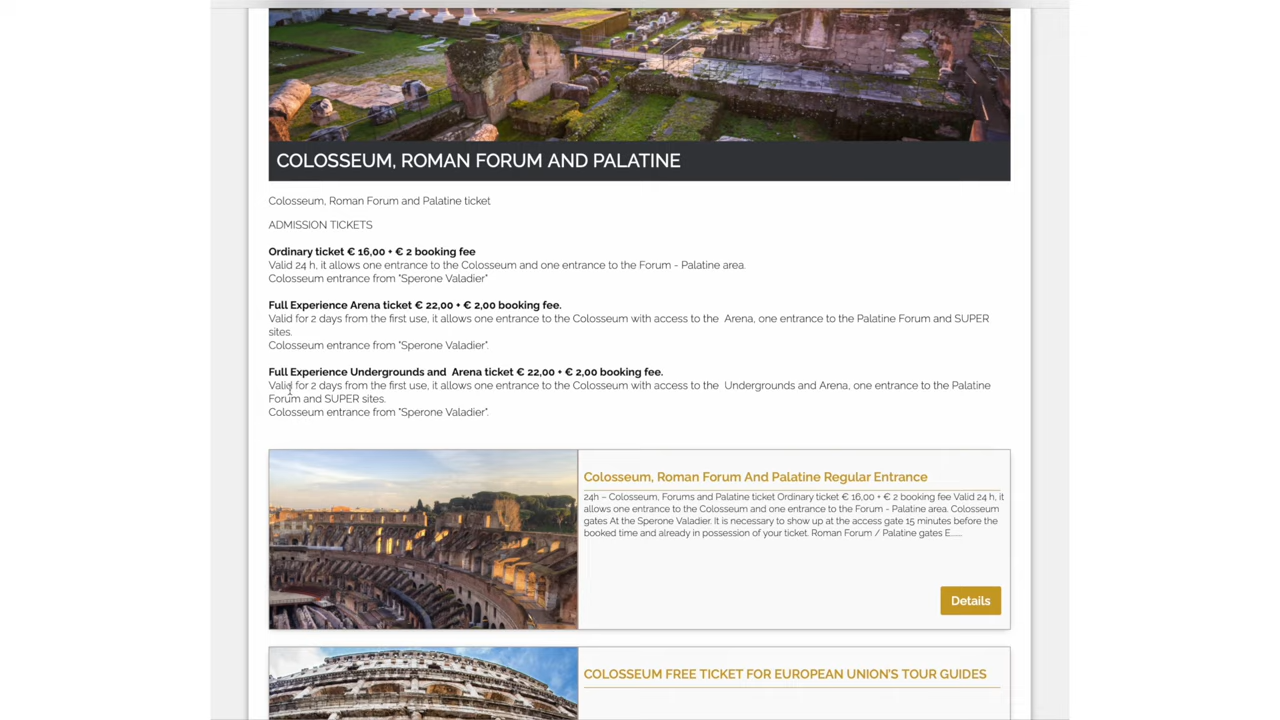 COLOSSEUM, ROMAN FORUM AND PALATINE
Colosseum, Roman Forum and Palatine ticket
ADMISSION TICKETS
Ordinary ticket € 16,00 + € 2 booking fee
Valid 24 h, it allows one entrance to the Colosseum and one entrance to the Forum - Palatine area.
Colosseum entrance from "Sperone Valadier"
Full Experience Arena ticket € 22,00 + € 2,00 booking fee.
Valid for 2 days from the first use, it allows one entrance to the Colosseum with access to the Arena, one entrance to the Palatine Forum and SUPER
sites.
Colosseum entrance from "Sperone Valadier".
Full Experience Undergrounds and Arena ticket € 22,00 + € 2,00 booking fee.
Valid for 2 days from the first use, it allows one entrance to the Colosseum with access to the Undergrounds and Arena, one entrance to the Palatine
Forum and SUPER sites.
Colosseum entrance from "Sperone Valadier".
Colosseum, Roman Forum And Palatine Regular Entrance
24h – Colosseum, Forums and Palatine ticket Ordinary ticket € 16,00 + € 2 booking fee Valid 24 h, it
allows one entrance to the Colosseum and one entrance to the Forum - Palatine area. Colosseum
gates At the Sperone Valadier. It is necessary to show up at the access gate 15 minutes before the
booked time and already in possession of your ticket. Roman Forum / Palatine gates E......
Details
COLOSSEUM FREE TICKET FOR EUROPEAN UNION'S TOUR GUIDES